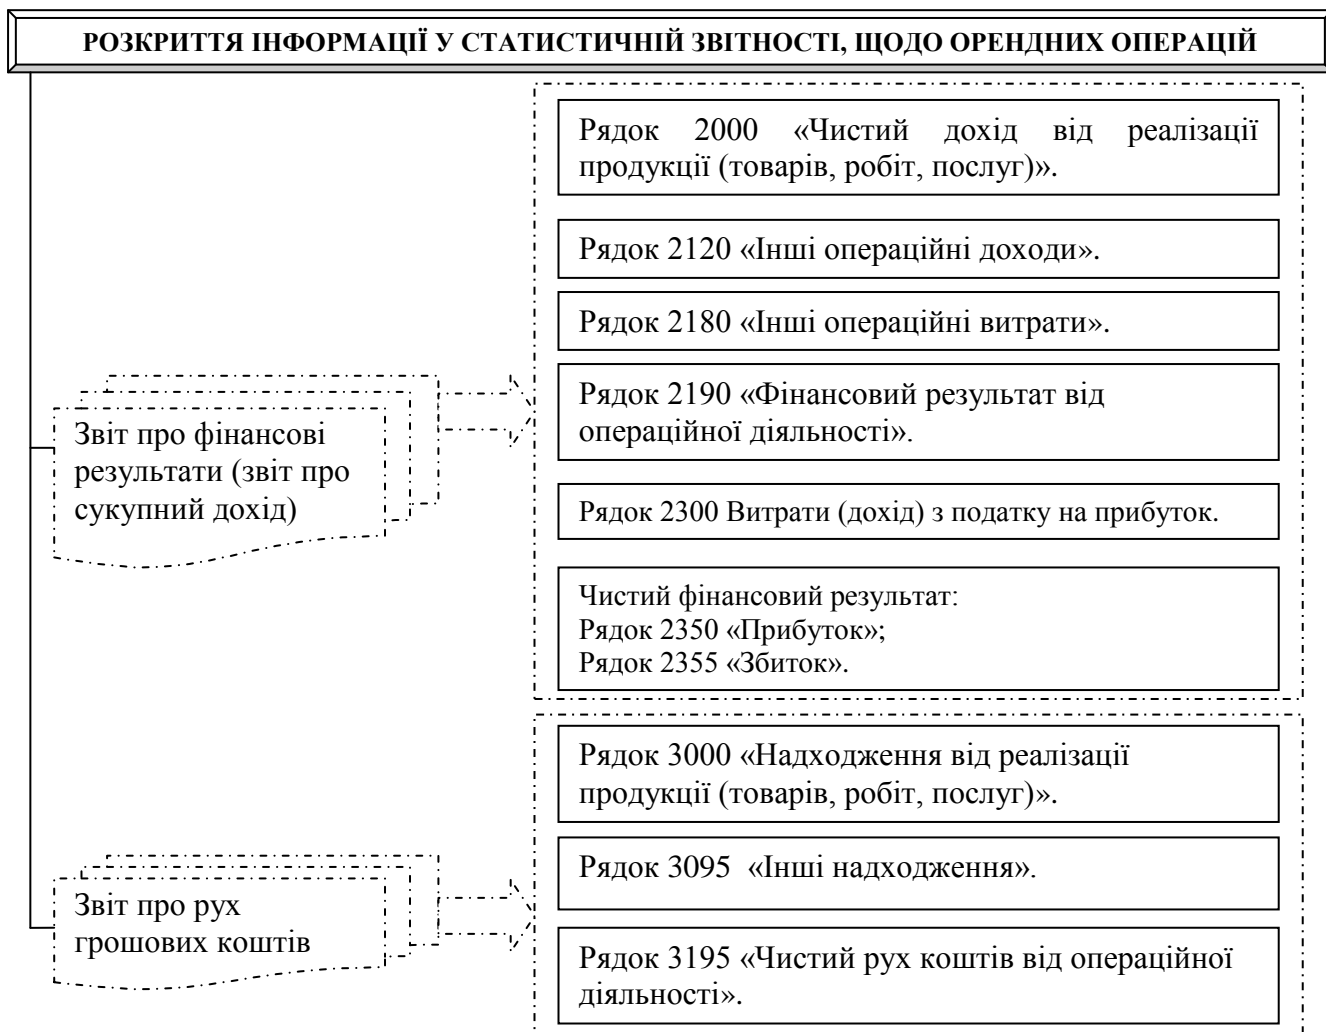 РОЗКРИТТЯ ІНФОРМАЦІЇ У СТАТИСТИЧНІЙ ЗВІТНОСТІ, ЩОДО ОРЕНДНИХ ОПЕРАЦІЙ
Звіт про фінансові
результати (звіт про
сукупний дохід)
Рядок 2000 «Чистий дохід від реалізації
продукції (товарів, робіт, послуг)».
Рядок 2120 «Інші операційні доходи».
Рядок 2180 «Інші операційні витрати».
Рядок 2190 «Фінансовий результат від
операційної діяльності».
Рядок 2300 Витрати (дохід) з податку на прибуток.
Чистий фінансовий результат:
Рядок 2350 «Прибуток»;
Рядок 2355 «Збиток».
Звіт про рух
грошових коштів
Рядок 3000 «Надходження від реалізації
продукції (товарів, робіт, послуг)».
Рядок 3095 «Інші надходження».
Рядок 3195 «Чистий рух коштів від операційної
діяльності».